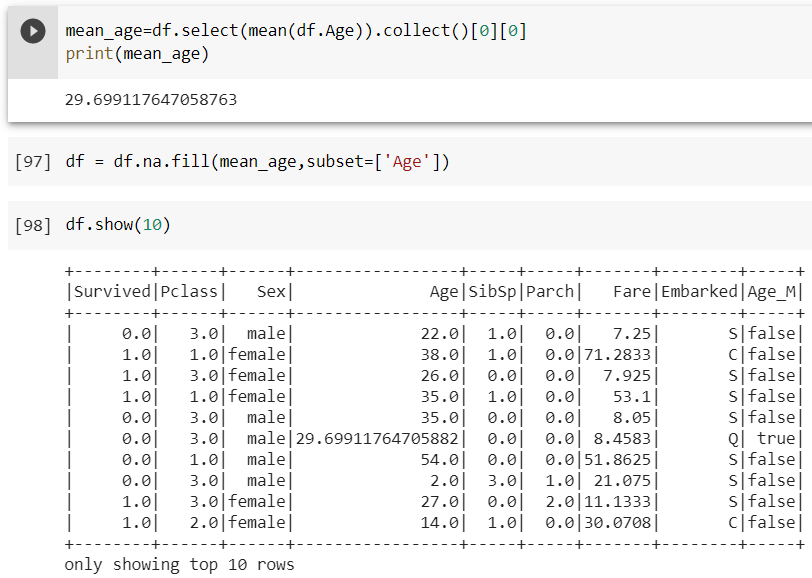 mean_age=df.select(mean(df.Age)).collect()[0][0]
print(mean_age)
29.699117647058763
[97] df = df.na.fill(mean_age,subset=['Age'])
[98] df.show(10)
+--------+------+------+-----------------+-----+-----+-------+--------+-----+
|Survived|Pclass|   Sex|              Age|SibSp|Parch|   Fare|Embarked|Age_M|
+--------+------+------+-----------------+-----+-----+-------+--------+-----+
|     0.0|   3.0|  male|             22.0|  1.0|  0.0|   7.25|       S|false|
|     1.0|   1.0|female|             38.0|  1.0|  0.0|71.2833|       C|false|
|     1.0|   3.0|female|             26.0|  0.0|  0.0|  7.925|       S|false|
|     1.0|   1.0|female|             35.0|  1.0|  0.0|   53.1|       S|false|
|     0.0|   3.0|  male|             35.0|  0.0|  0.0|   8.05|       S|false|
|     0.0|   3.0|  male|29.69911764705882|  0.0|  0.0| 8.4583|       Q| true|
|     0.0|   1.0|  male|             54.0|  0.0|  0.0|51.8625|       S|false|
|     0.0|   3.0|  male|              2.0|  3.0|  1.0| 21.075|       S|false|
|     1.0|   3.0|female|             27.0|  0.0|  2.0|11.1333|       S|false|
|     1.0|   2.0|female|             14.0|  1.0|  0.0|30.0708|       C|false|
+--------+------+------+-----------------+-----+-----+-------+--------+-----+
only showing top 10 rows